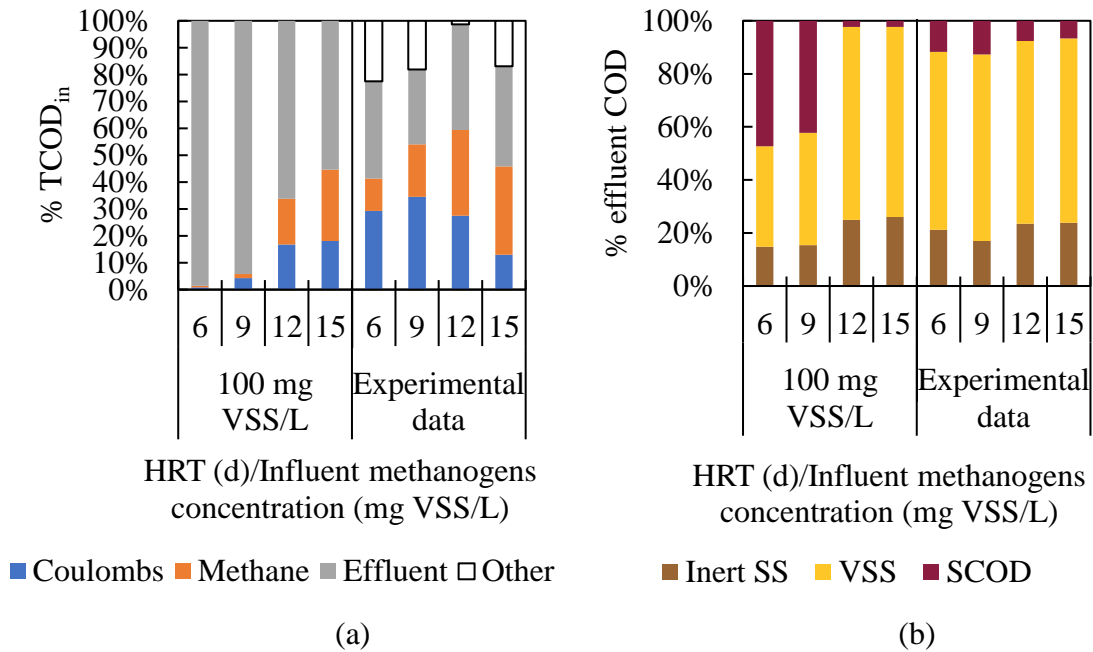 100%
90%
80%
70%
60%
50%
40%
30%
20%
10%
0%
% TCODin
6 9 12 15 6 9 12 15
100 mg VSS/L
Experimental data
HRT (d)/Influent methanogens
concentration (mg VSS/L)
Coulombs Methane Effluent Other
(a)
100%
80%
60%
40%
20%
0%
% effluent COD
6 9 12 15 6 9 12 15
100 mg VSS/L
Experimental data
HRT (d)/Influent methanogens
concentration (mg VSS/L)
Inert SS VSS SCOD
(b)